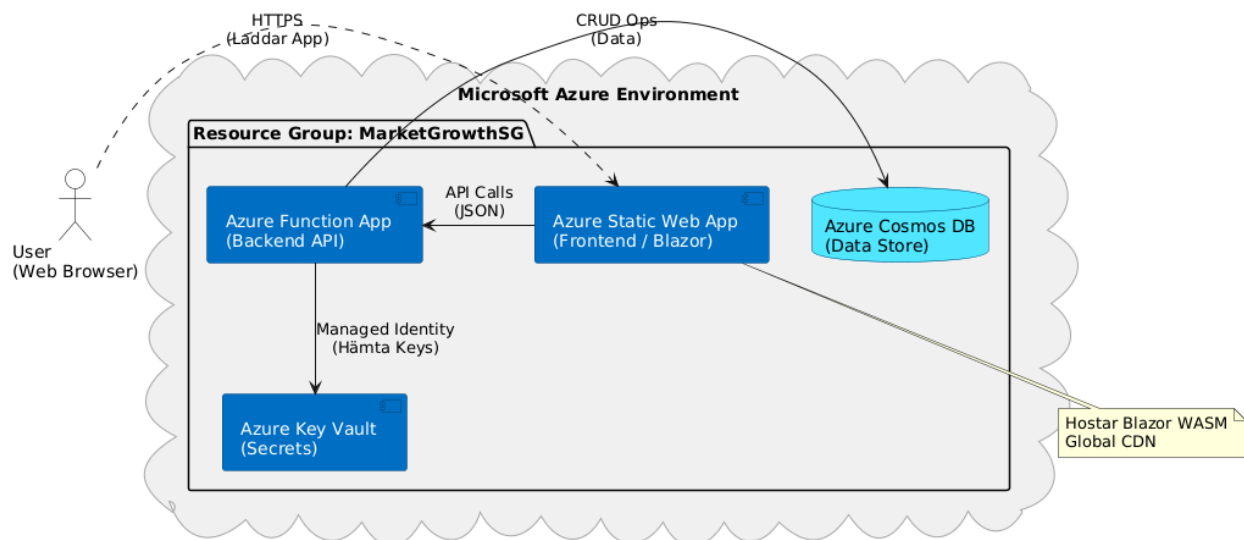 HTTPS
(Laddar App)
CRUD Ops
(Data)
Microsoft Azure Environment
Resource Group: MarketGrowthSG
User
(Web Browser)
Azure Function App
(Backend API)
API Calls
(JSON)
Azure Static Web App
(Frontend / Blazor)
Azure Cosmos DB
(Data Store)
Managed Identity
(Hämta Keys)
Azure Key Vault
(Secrets)
Hostar Blazor WASM
Global CDN